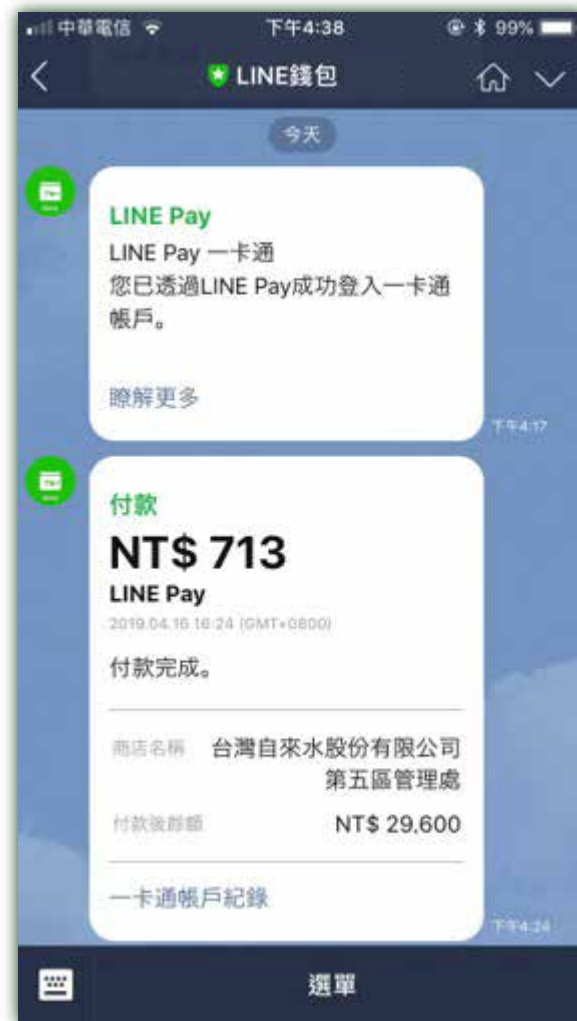 中華電信 下午4:38 99%
LINE錢包
今天
LINE Pay
LINE Pay 一卡通
您已透過LINE Pay成功登入一卡通
帳戶。
瞭解更多
下午4:17
付款
NT$ 713
LINE Pay
2019.04.16 16:24 (GMT+0800)
付款完成。
商店名稱 台灣自來水股份有限公司
第五區管理處
付款後餘額 NT$ 29,600
一卡通帳戶紀錄
下午4:24
選單